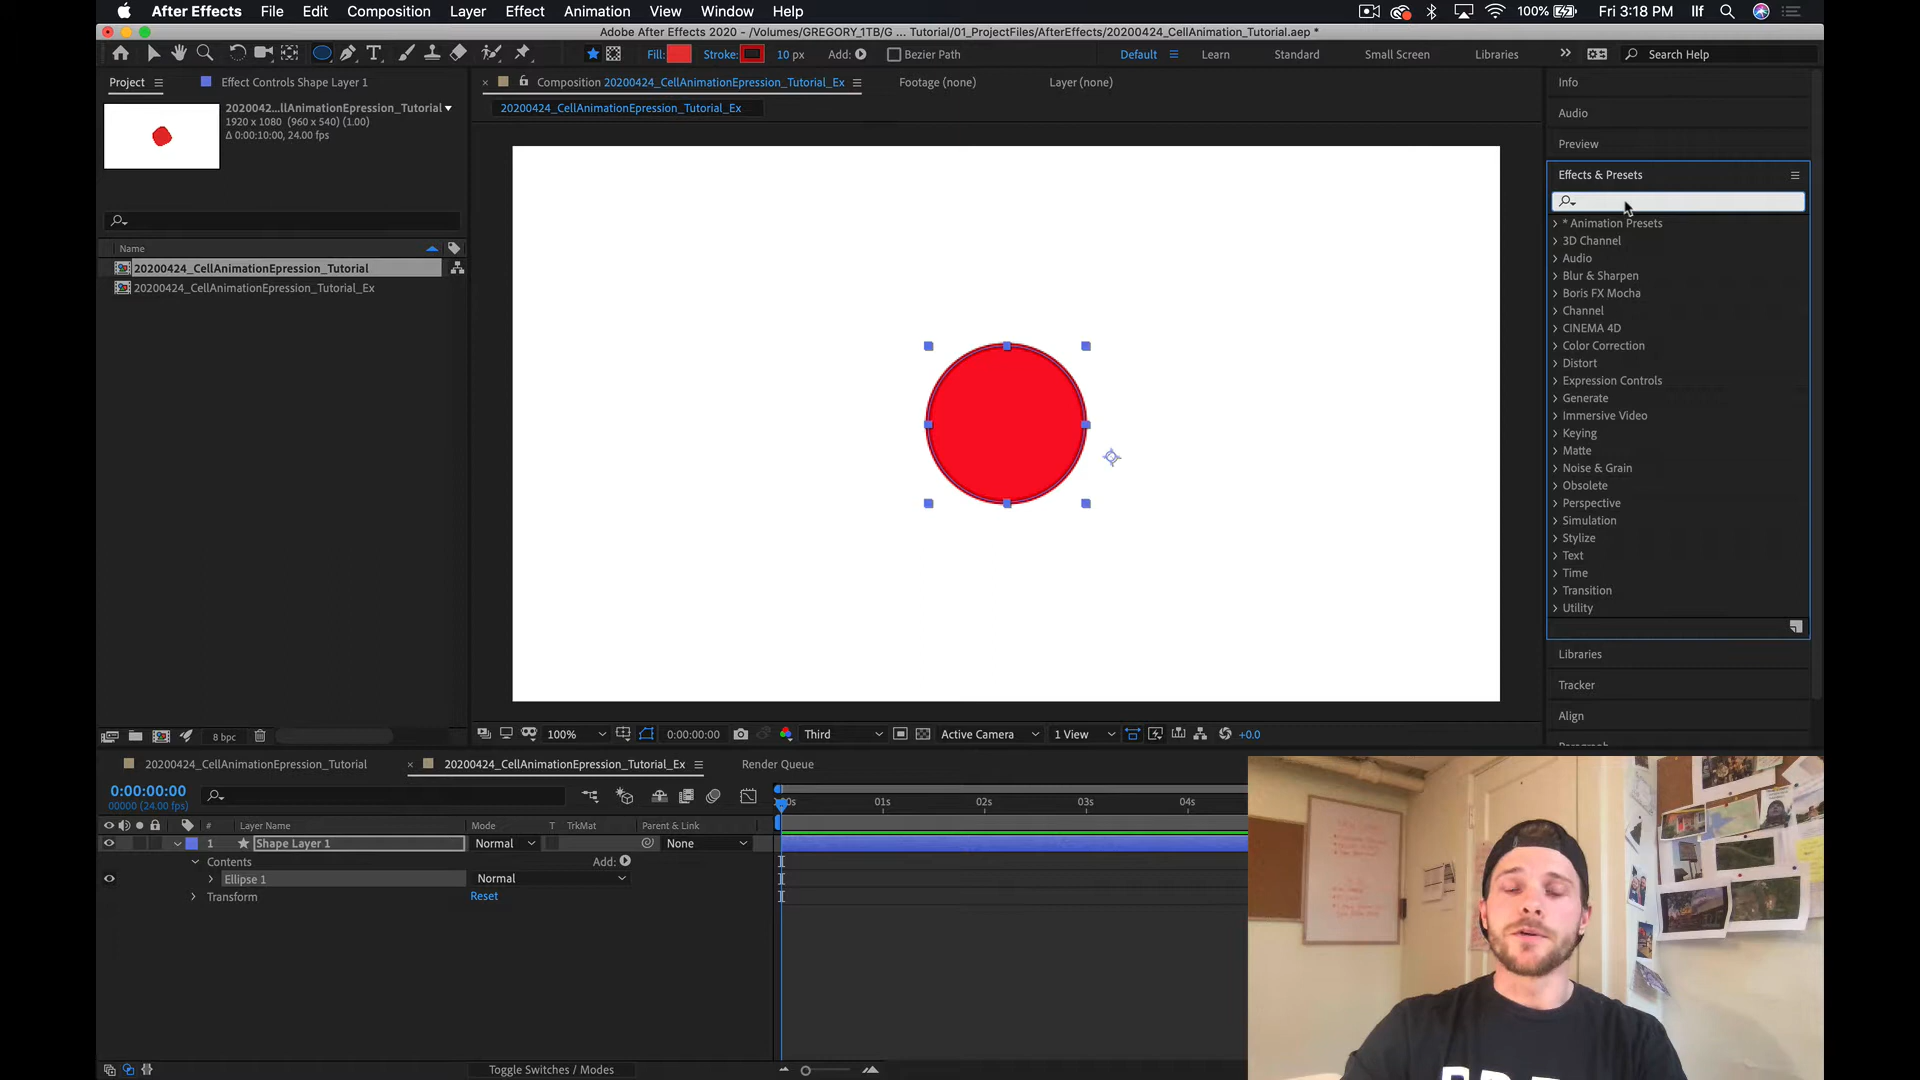 After Effects File Edit Composition Layer Effect Animation View Window Help 100% Fri 3:18 PM llf
Adobe After Effects 2020 - /Volumes/GREGORY_1TB/G ... Tutorial/01_ProjectFiles/AfterEffects/20200424_CellAnimation_Tutorial.aep *
Fill: Stroke: 10 px Add: Bezier Path Default Learn Standard Small Screen Libraries Search Help
Project Effect Controls Shape Layer 1 Composition 20200424_CellAnimationEpression_Tutorial_Ex Footage (none) Layer (none) Info
20200424_CellAnimationEpression_Tutorial_Ex
2020042...llAnimationEpression_Tutorial
1920 x 1080 (960 x 540) (1.00)
Δ 0:00:10:00, 24.00 fps
Audio
Preview
Effects & Presets
* Animation Presets
3D Channel
Audio
Blur & Sharpen
Boris FX Mocha
Channel
CINEMA 4D
Color Correction
Distort
Expression Controls
Generate
Immersive Video
Keying
Matte
Noise & Grain
Obsolete
Perspective
Simulation
Stylize
Text
Time
Transition
Utility
Libraries
Tracker
Align
Name
20200424_CellAnimationEpression_Tutorial
20200424_CellAnimationEpression_Tutorial_Ex
8 bpc
100% 0:00:00:00 Third Active Camera 1 View +0.0
20200424_CellAnimationEpression_Tutorial 20200424_CellAnimationEpression_Tutorial_Ex Render Queue
0:00:00:00
00000 (24.00 fps)
01s 02s 03s 04s
# Layer Name Mode T TrkMat Parent & Link
1 Shape Layer 1 Normal None
Contents Add:
Ellipse 1 Normal
Transform Reset
Toggle Switches / Modes